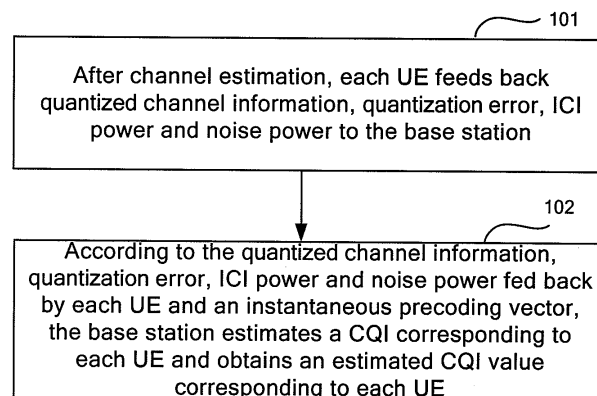 101
After channel estimation, each UE feeds back
quantized channel information, quantization error, ICI
power and noise power to the base station
102
According to the quantized channel information,
quantization error, ICI power and noise power fed back
by each UE and an instantaneous precoding vector,
the base station estimates a CQI corresponding to
each UE and obtains an estimated CQI value
corresponding to each UE